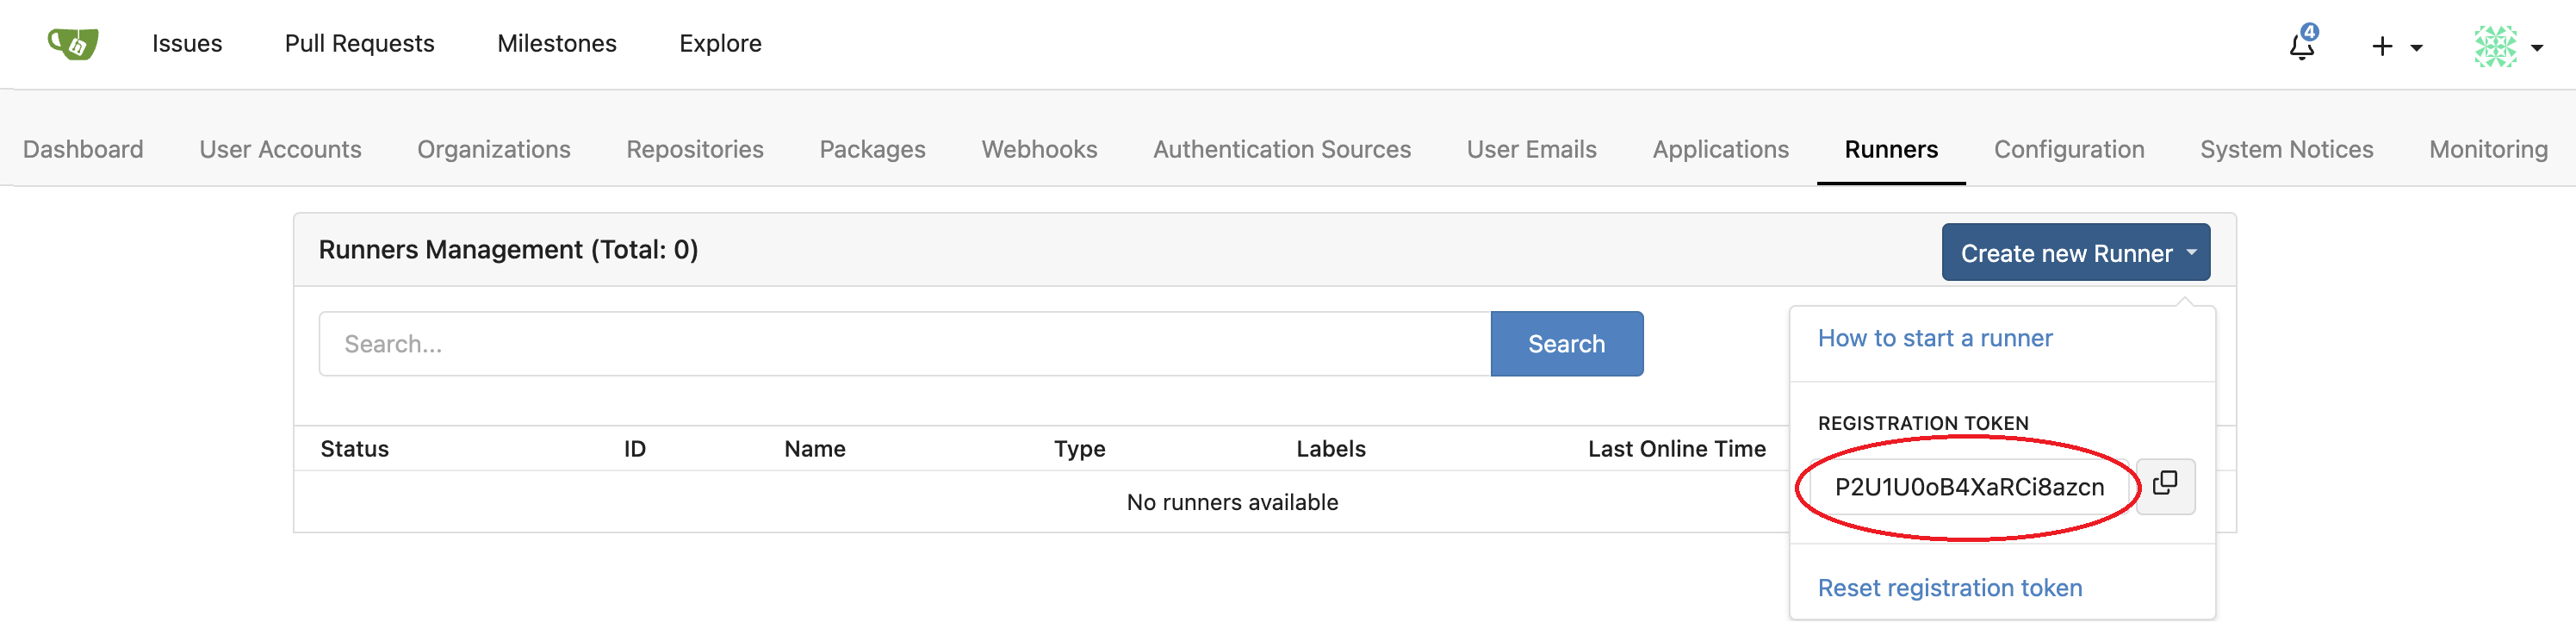 Issues Pull Requests Milestones Explore 4
Dashboard User Accounts Organizations Repositories Packages Webhooks Authentication Sources User Emails Applications Runners Configuration System Notices Monitoring
Runners Management (Total: 0) Create new Runner
Search... Search
How to start a runner
REGISTRATION TOKEN
Status ID Name Type Labels Last Online Time
P2U1U0oB4XaRCi8azcn
No runners available
Reset registration token